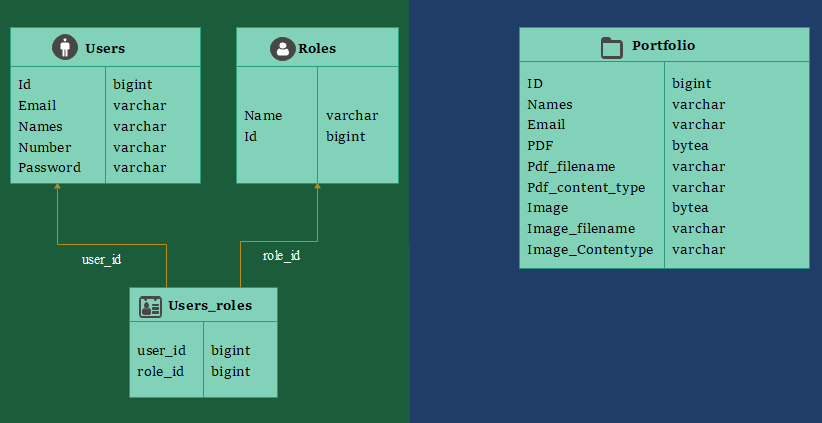 Users
Id bigint
Email varchar
Names varchar
Number varchar
Password varchar
Roles
Name varchar
Id bigint
user_id
role_id
Users_roles
user_id bigint
role_id bigint
Portfolio
ID bigint
Names varchar
Email varchar
PDF bytea
Pdf_filename varchar
Pdf_content_type varchar
Image bytea
Image_filename varchar
Image_Contentype varchar